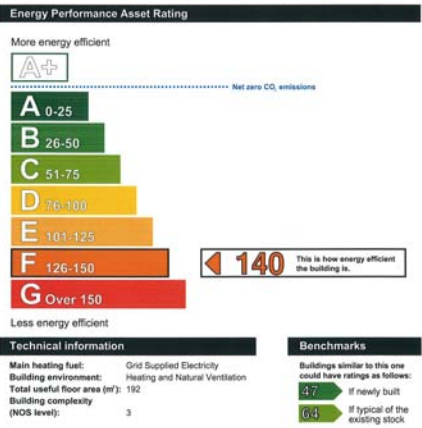 Energy Performance Asset Rating
More energy efficient
A+
Net zero CO₂ emissions
A 0-25
B 26-50
C 51-75
D 76-100
E 101-125
F 126-150
140
This is how energy efficient
the building is.
G Over 150
Less energy efficient
Technical information
Main heating fuel: Grid Supplied Electricity
Building environment: Heating and Natural Ventilation
Total useful floor area (m²): 192
Building complexity
(NOS level): 3
Benchmarks
Buildings similar to this one
could have ratings as follows:
47 If newly built
64 If typical of the
existing stock